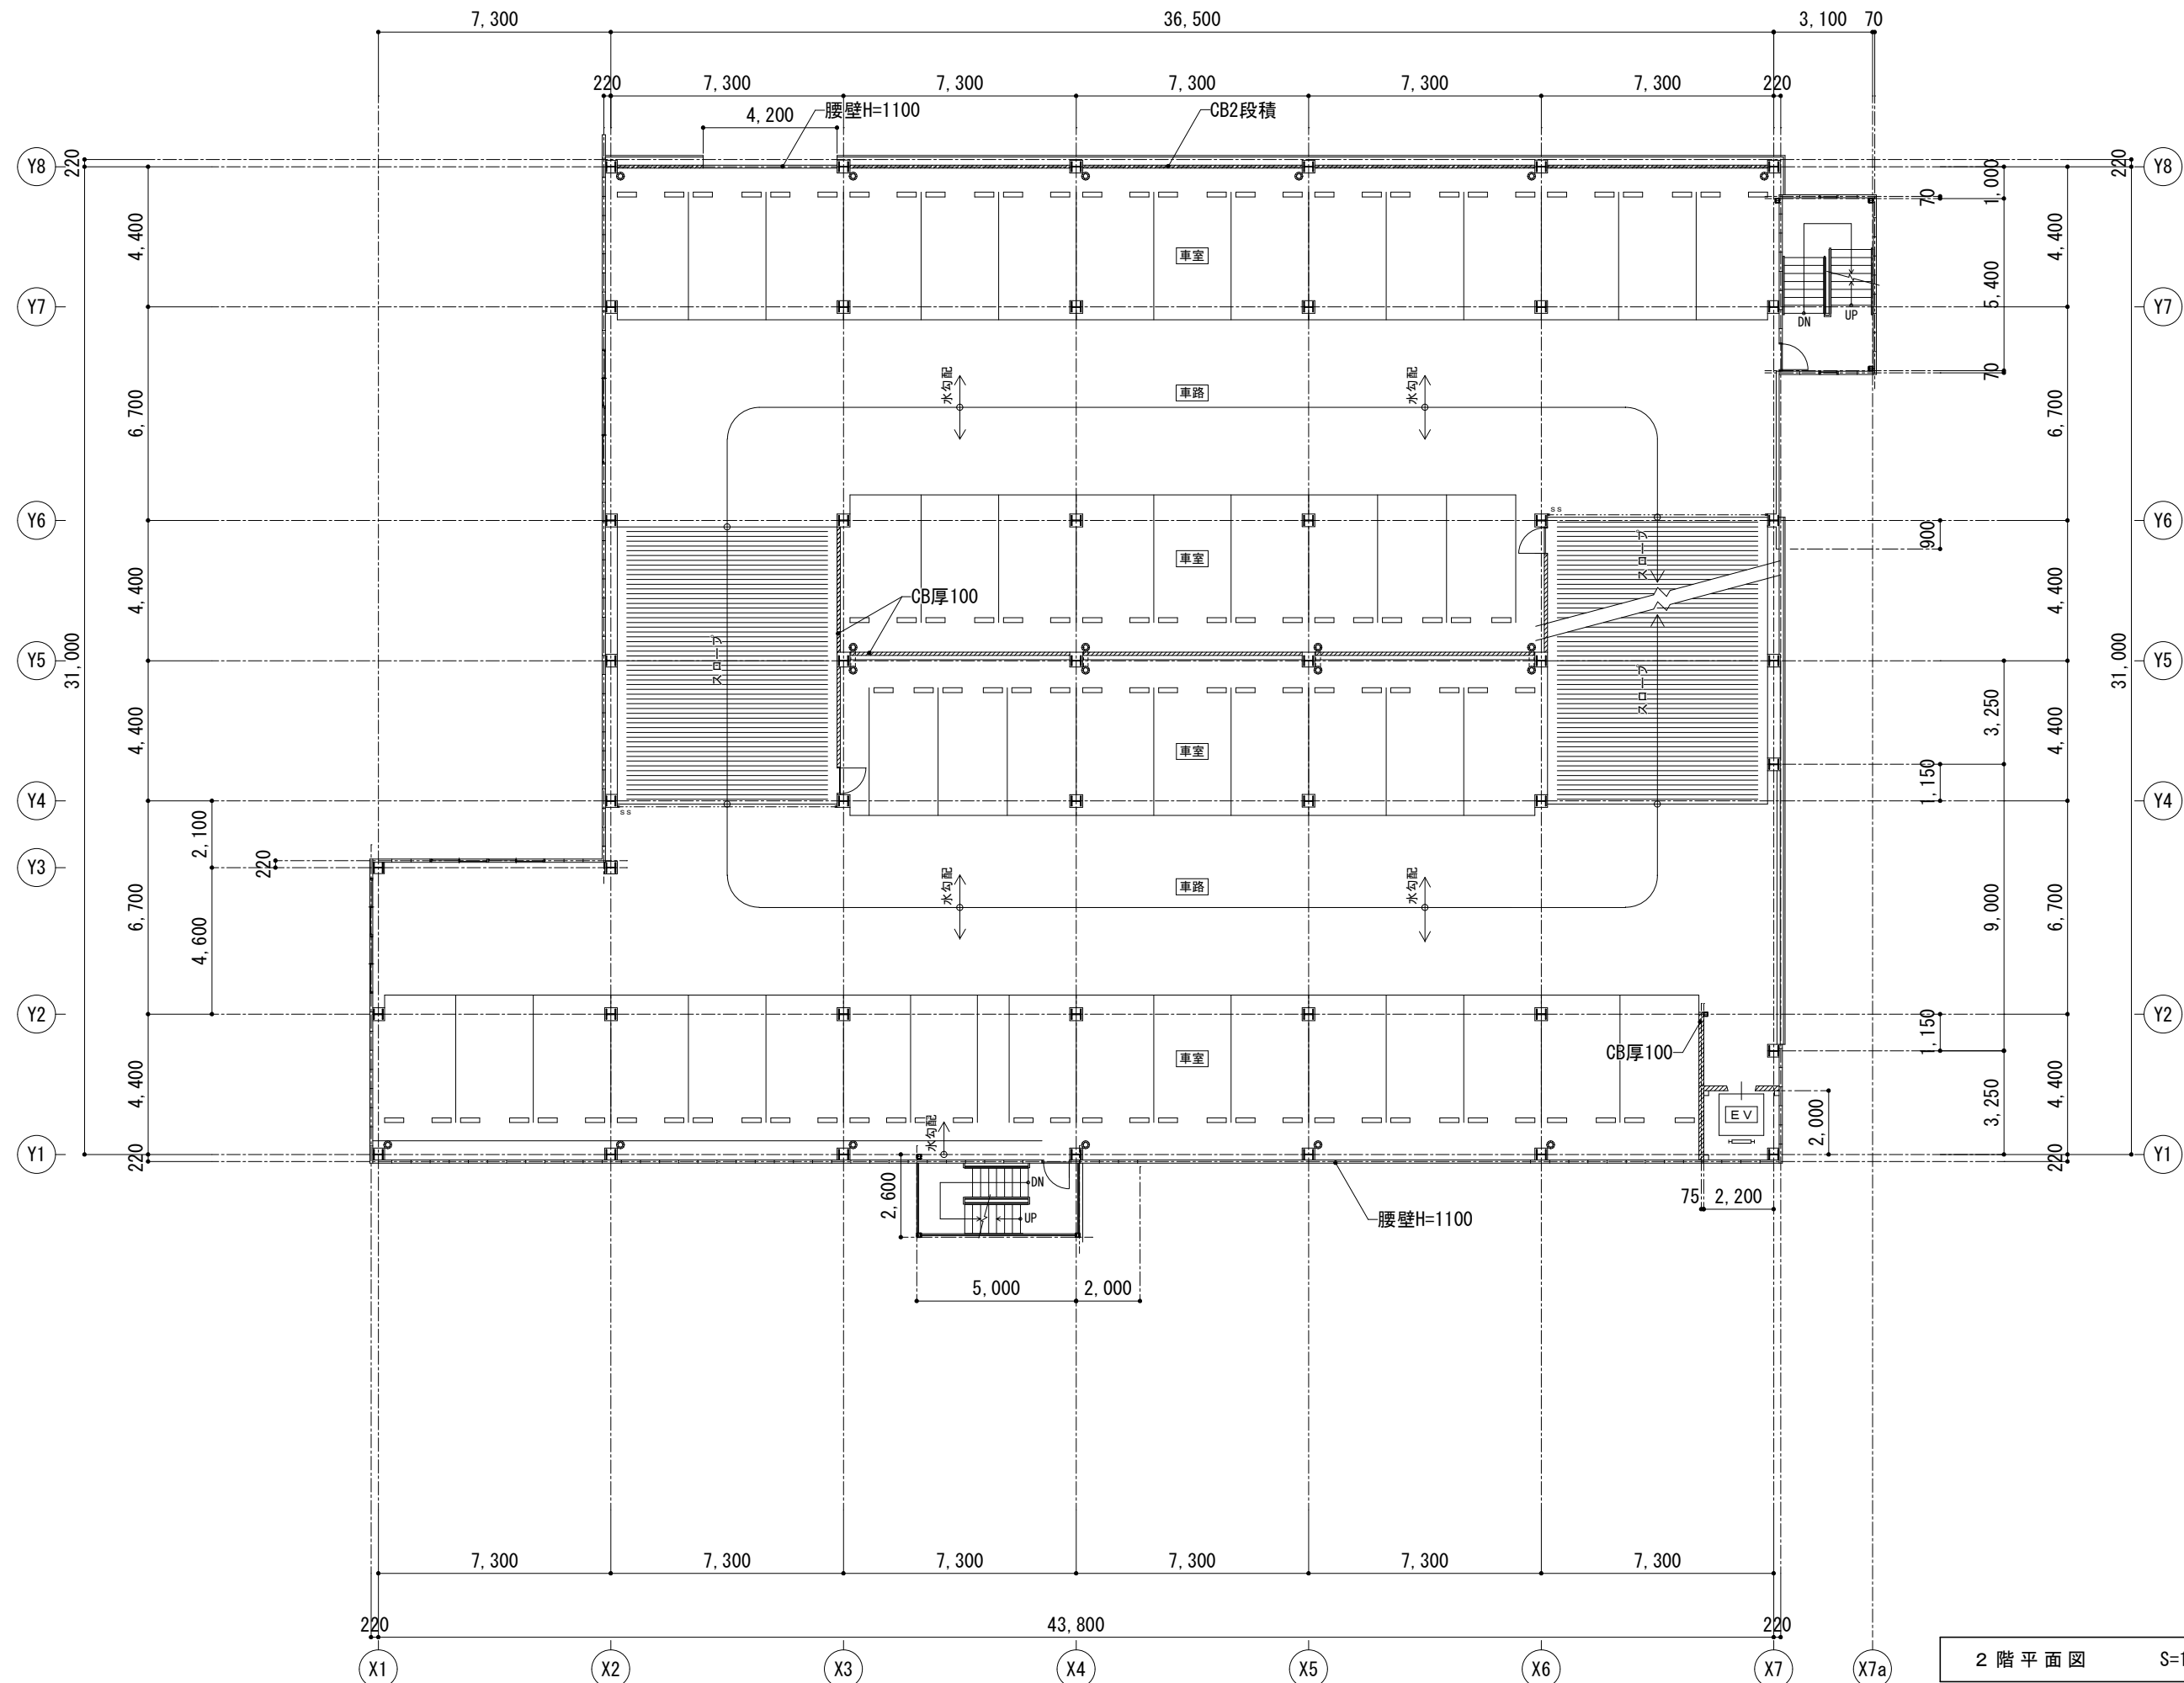 7,300
36,500
3,100
70
220
7,300
7,300
7,300
7,300
7,300
220
4,200
腰壁H=1100
CB2段積
Y8
220
220
Y8
1,000
70
4,400
車室
4,400
5,400
Y7
DN
UP
Y7
70
6,700
水勾配
車路
水勾配
6,700
Y6
SS
Y6
900
スロープ
4,400
車室
4,400
CB厚100
31,000
Y5
スロープ
Y5
31,000
3,250
スロープ
4,400
車室
4,400
1,150
Y4
SS
Y4
2,100
220
Y3
水勾配
車路
水勾配
6,700
4,600
9,000
6,700
Y2
Y2
1,150
CB厚100
車室
4,400
4,400
3,250
EV
2,000
水勾配
Y1
220
220
Y1
DN
UP
2,600
75
2,200
腰壁H=1100
5,000
2,000
7,300
7,300
7,300
7,300
7,300
7,300
220
43,800
220
X1
X2
X3
X4
X5
X6
X7
X7a
2階平面図
S=1